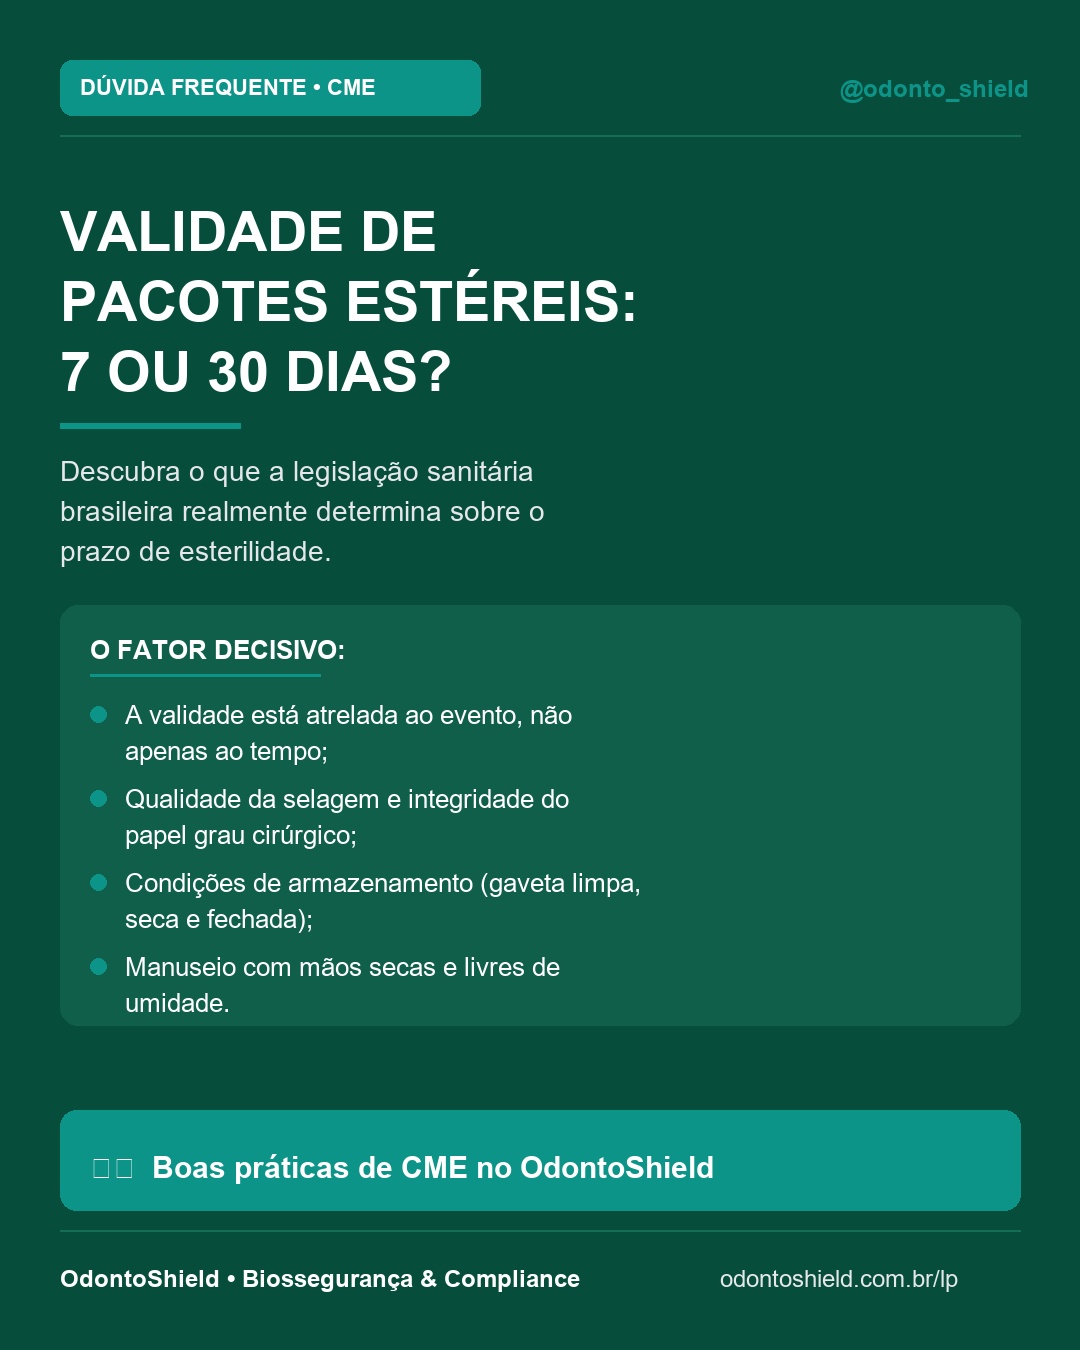 DÚVIDA FREQUENTE • CME
@odonto_shield
VALIDADE DE
PACOTES ESTÉREIS:
7 OU 30 DIAS?
Descubra o que a legislação sanitária
brasileira realmente determina sobre o
prazo de esterilidade.
O FATOR DECISIVO:
A validade está atrelada ao evento, não
apenas ao tempo;
Qualidade da selagem e integridade do
papel grau cirúrgico;
Condições de armazenamento (gaveta limpa,
seca e fechada);
Manuseio com mãos secas e livres de
umidade.
Boas práticas de CME no OdontoShield
OdontoShield • Biossegurança & Compliance
odontoshield.com.br/lp